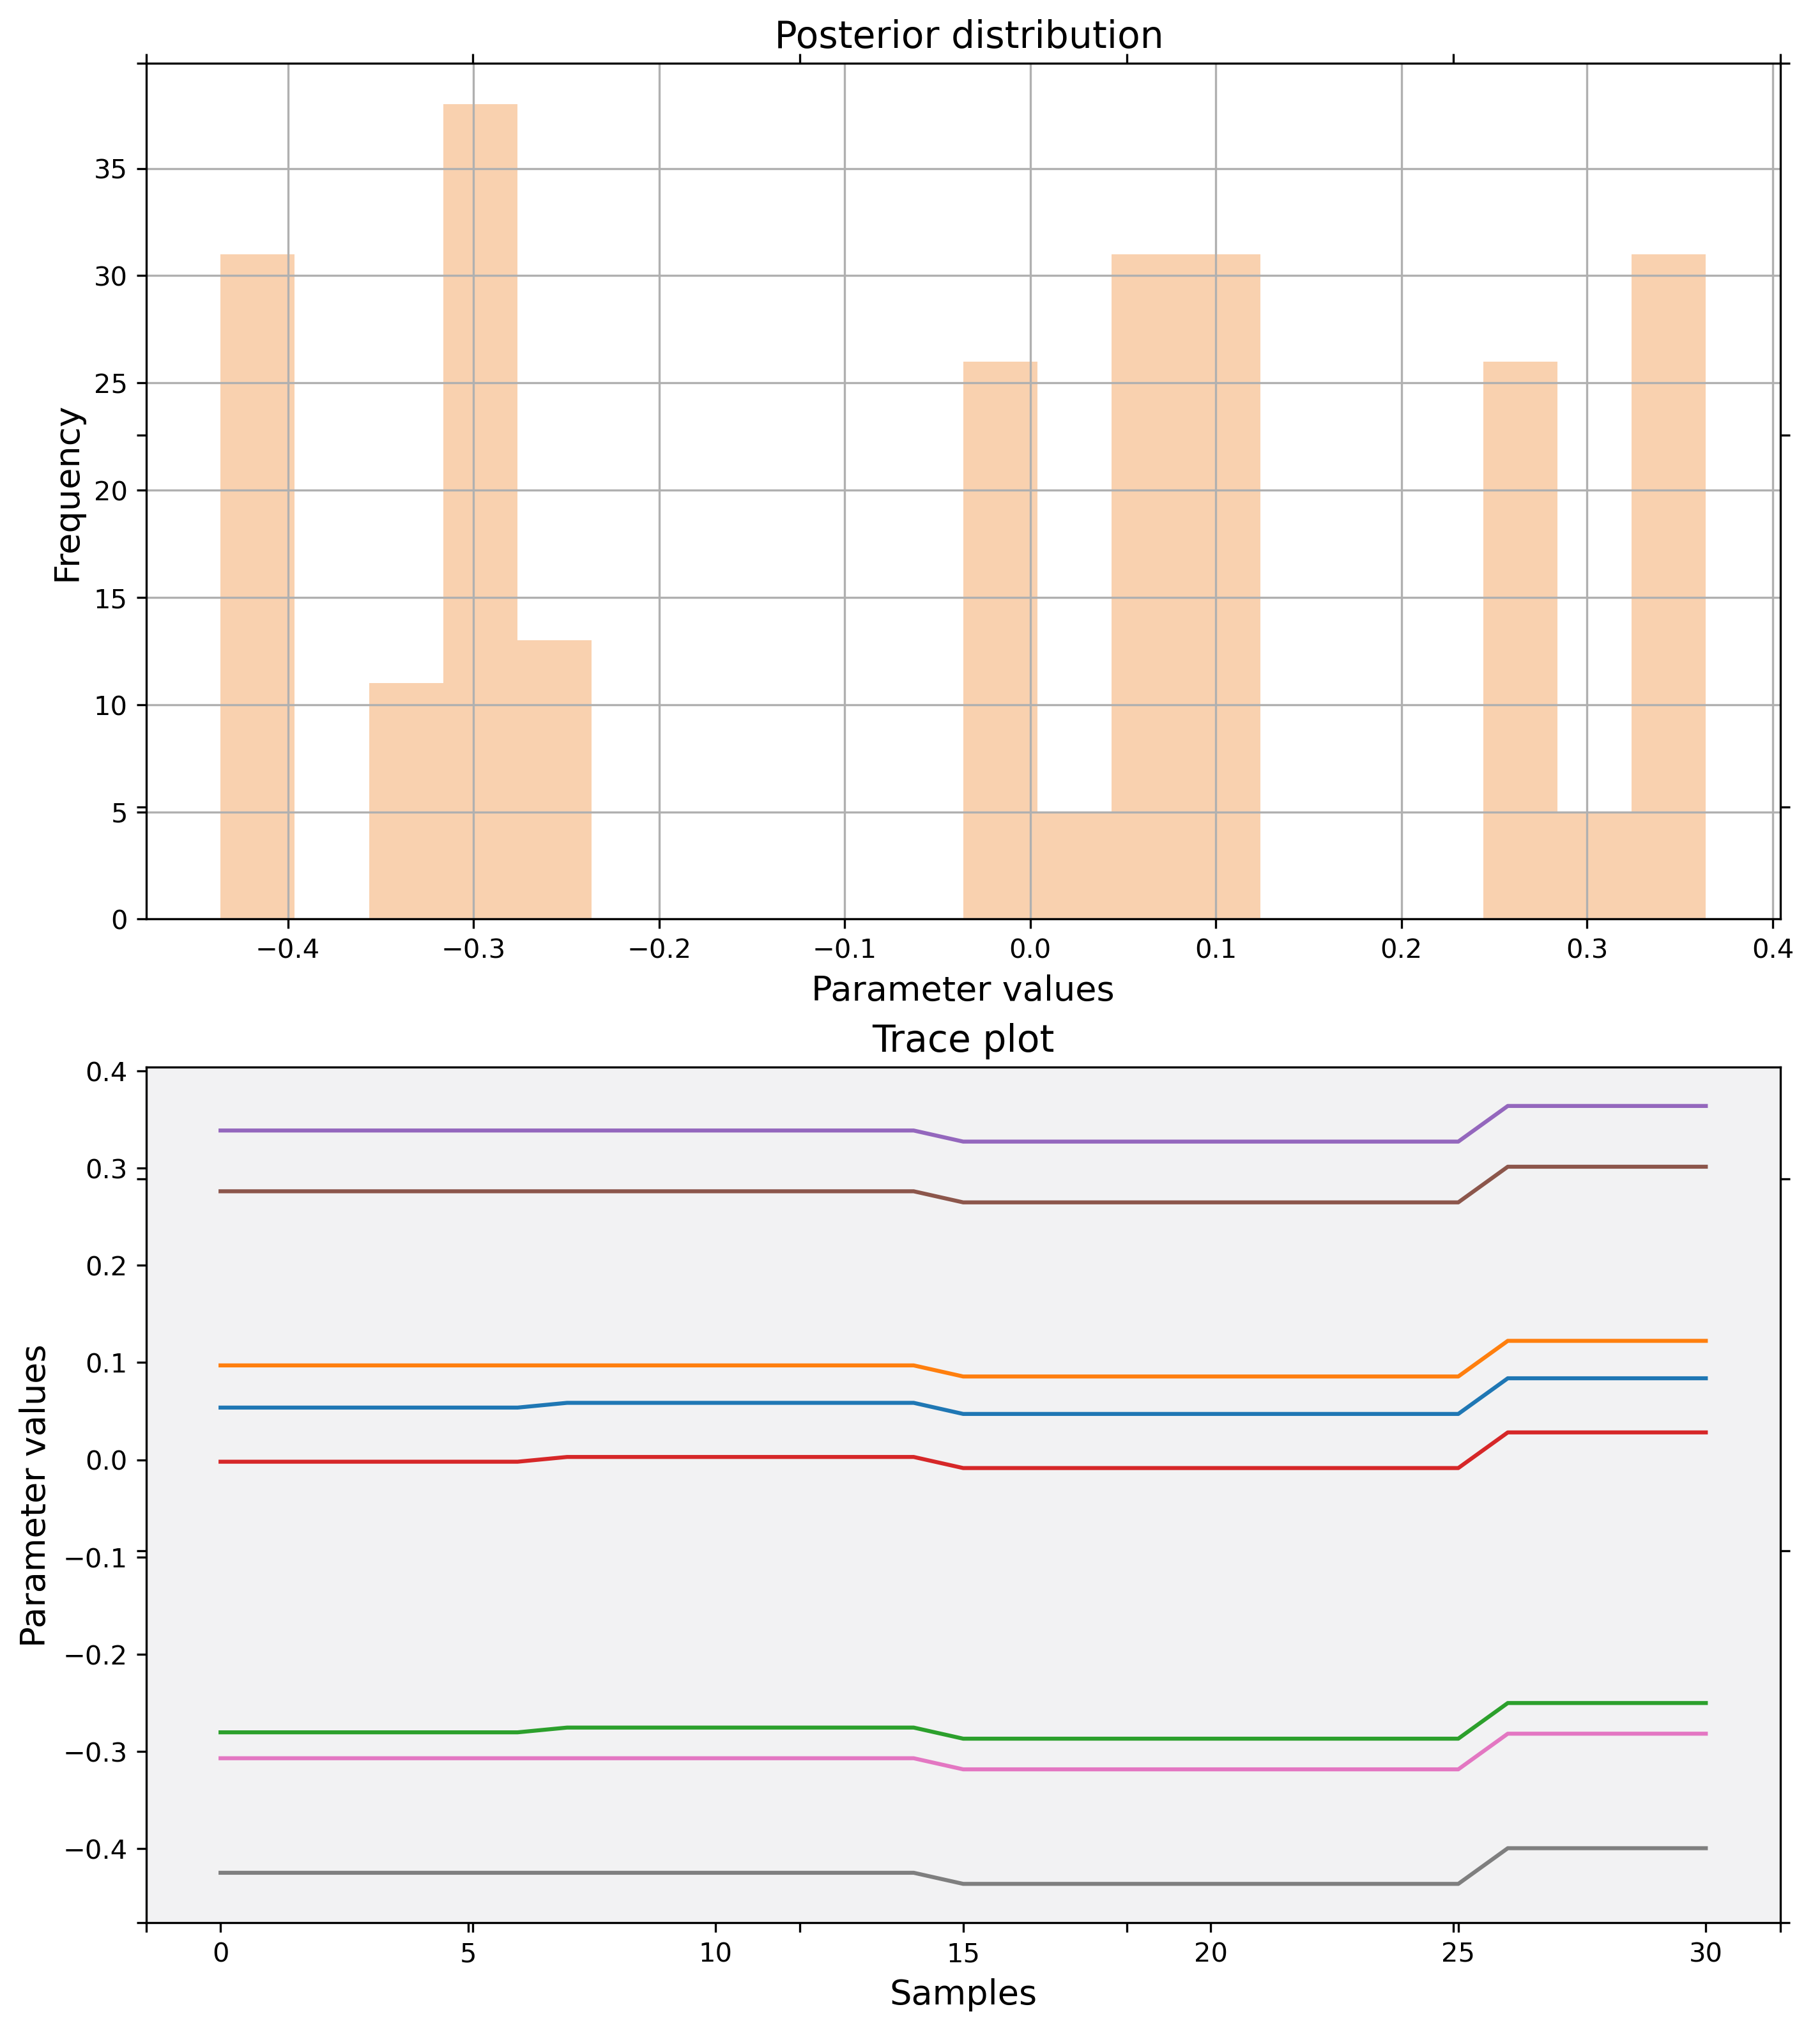 Posterior distribution
Frequency
35
30
25
20
15
10
5
0
−0.4 −0.3 −0.2 −0.1 0.0 0.1 0.2 0.3 0.4
Parameter values
Trace plot
Parameter values
0.4
0.3
0.2
0.1
0.0
−0.1
−0.2
−0.3
−0.4
0 5 10 15 20 25 30
Samples